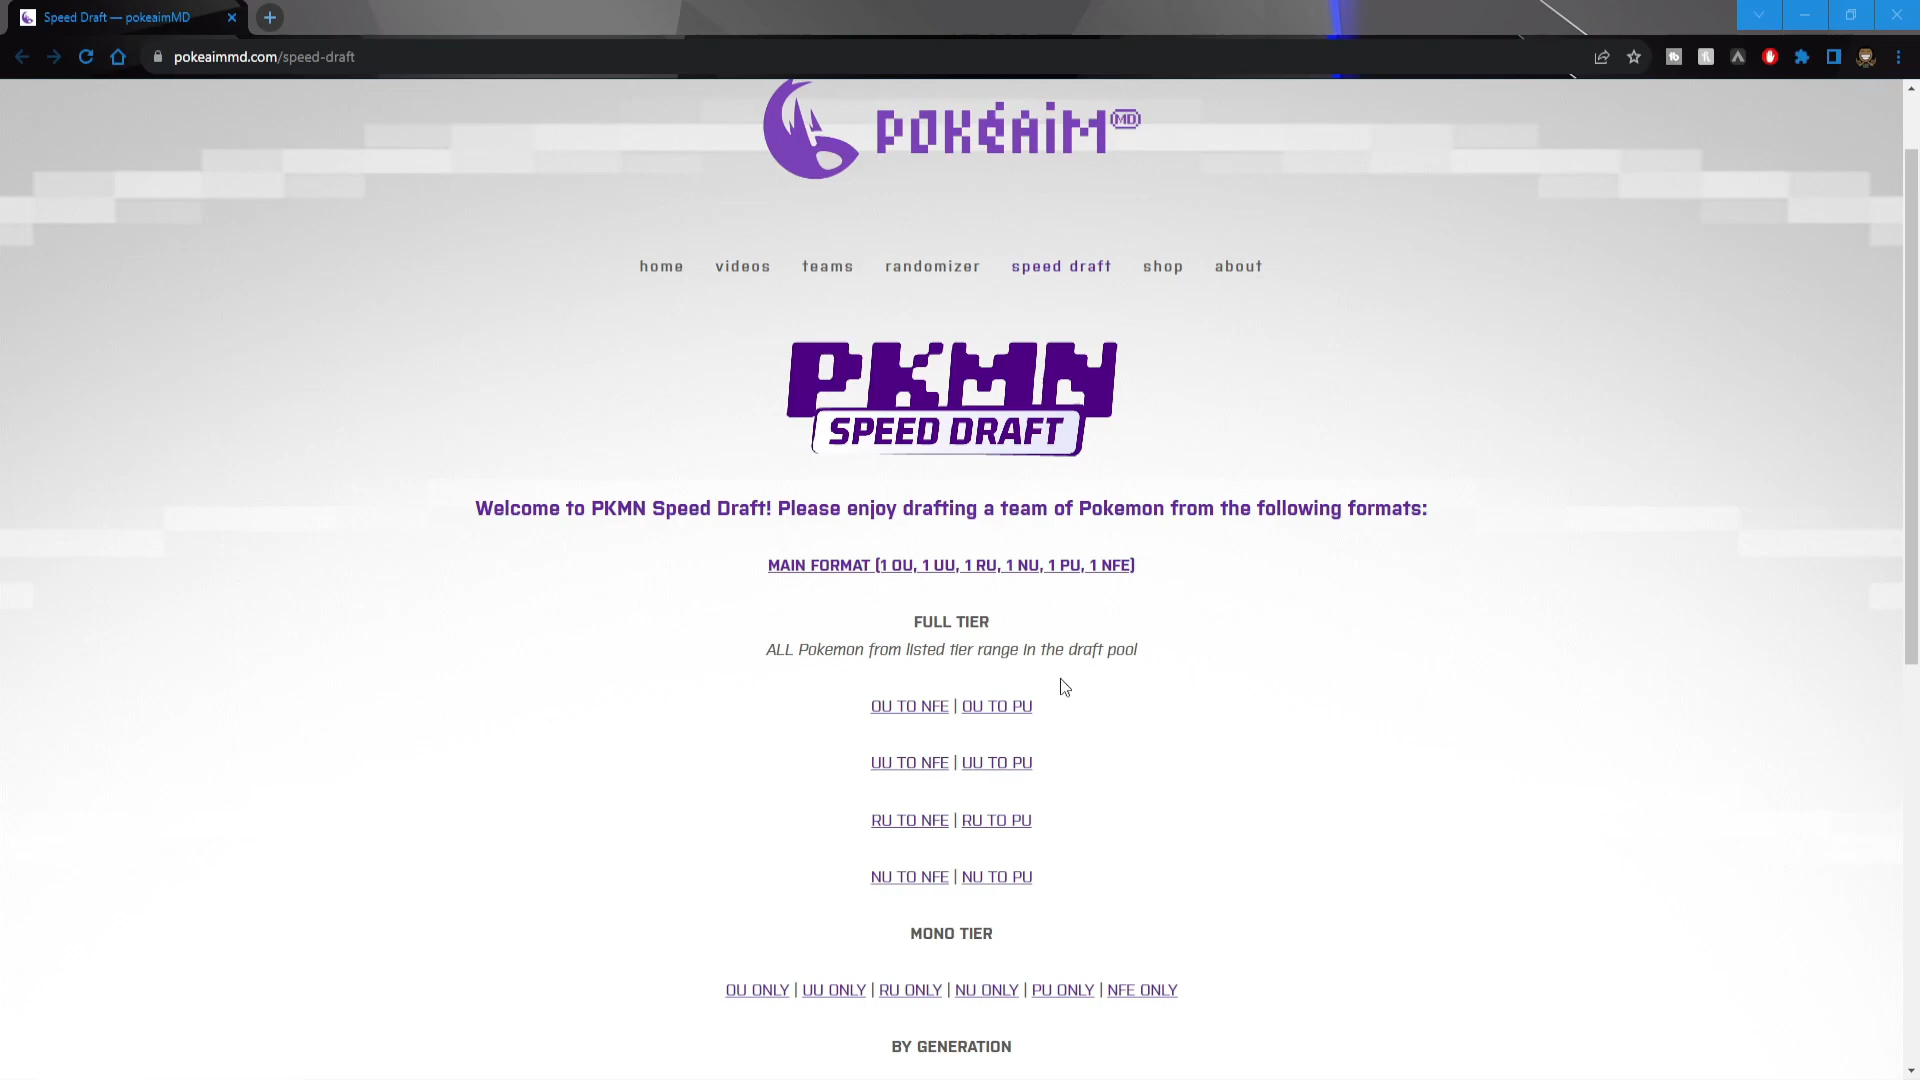 Speed Draft — pokeaimMD
pokeaimmd.com/speed-draft
POKéAIM MD
home videos teams randomizer speed draft shop about
PKMN
SPEED DRAFT
Welcome to PKMN Speed Draft! Please enjoy drafting a team of Pokemon from the following formats:
MAIN FORMAT (1 OU, 1 UU, 1 RU, 1 NU, 1 PU, 1 NFE)
FULL TIER
ALL Pokemon from listed tier range in the draft pool
OU TO NFE | OU TO PU
UU TO NFE | UU TO PU
RU TO NFE | RU TO PU
NU TO NFE | NU TO PU
MONO TIER
OU ONLY | UU ONLY | RU ONLY | NU ONLY | PU ONLY | NFE ONLY
BY GENERATION